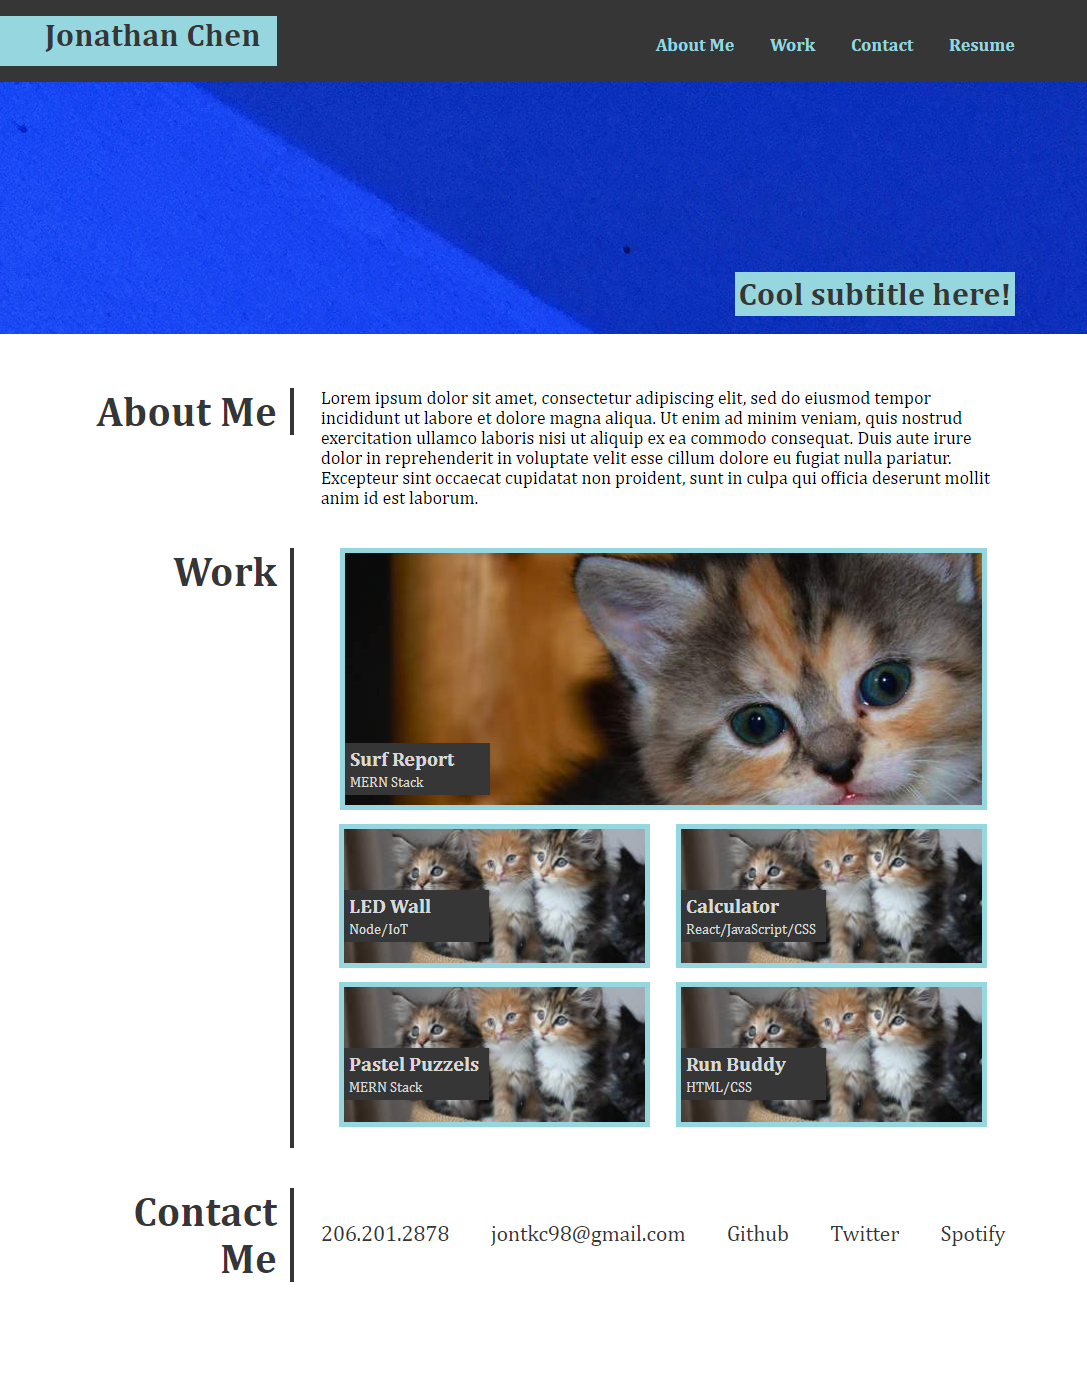 Jonathan Chen
About Me Work Contact Resume
Cool subtitle here!
About Me
Lorem ipsum dolor sit amet, consectetur adipiscing elit, sed do eiusmod tempor
incididunt ut labore et dolore magna aliqua. Ut enim ad minim veniam, quis nostrud
exercitation ullamco laboris nisi ut aliquip ex ea commodo consequat. Duis aute irure
dolor in reprehenderit in voluptate velit esse cillum dolore eu fugiat nulla pariatur.
Excepteur sint occaecat cupidatat non proident, sunt in culpa qui officia deserunt mollit
anim id est laborum.
Work
Surf Report
MERN Stack
LED Wall
Node/IoT
Calculator
React/JavaScript/CSS
Pastel Puzzels
MERN Stack
Run Buddy
HTML/CSS
Contact
Me
206.201.2878 jontkc98@gmail.com Github Twitter Spotify